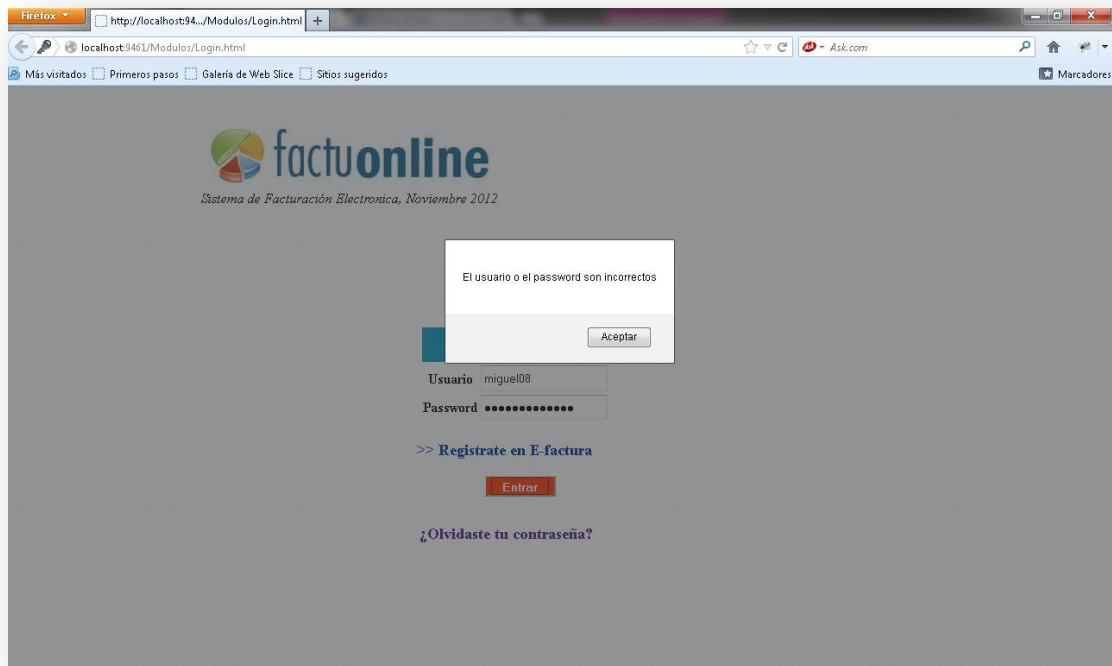 Firefox
http://localhost:94.../Modulos/Login.html
localhost:9461/Modulos/Login.html
Ask.com
Más visitados
Primeros pasos
Galería de Web Slice
Sitios sugeridos
Marcadores
factuonline
Sistema de Facturación Electronica, Noviembre 2012
El usuario o el password son incorrectos
Aceptar
Usuario miguel08
Password
>> Registrate en E-factura
Entrar
¿Olvidaste tu contraseña?